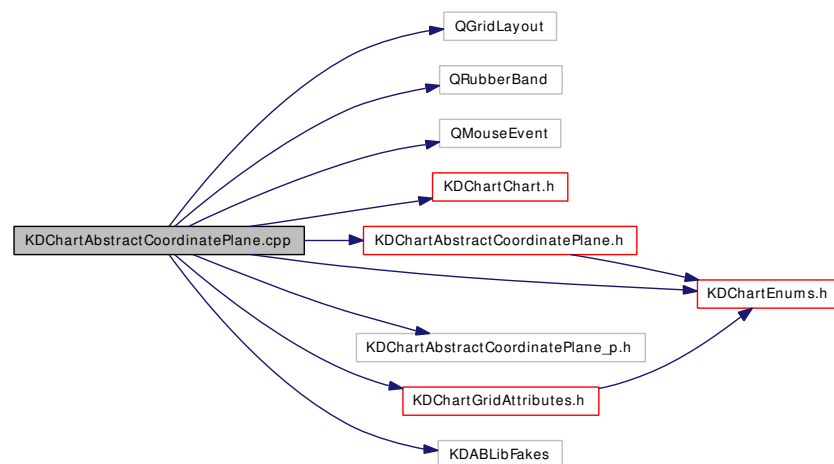 QGridLayout
QRubberBand
QMouseEvent
KDChartChart.h
KDChartAbstractCoordinatePlane.cpp
KDChartAbstractCoordinatePlane.h
KDChartEnums.h
KDChartAbstractCoordinatePlane_p.h
KDChartGridAttributes.h
KDABLibFakes